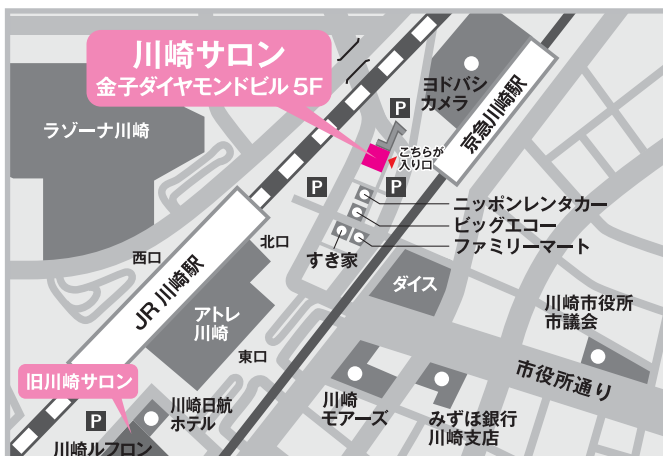 川崎サロン
金子ダイヤモンドビル 5F
ヨドバシ
カメラ
京急川崎駅
ラゾーナ川崎
P
こちらが
入り口
P
P
ニッポンレンタカー
ビッグエコー
ファミリーマート
すき家
北口
西口
JR 川崎駅
アトレ
川崎
ダイス
川崎市役所
市議会
東口
市役所通り
旧川崎サロン
P
川崎日航
ホテル
川崎ルフロン
川崎
モアーズ
みずほ銀行
川崎支店